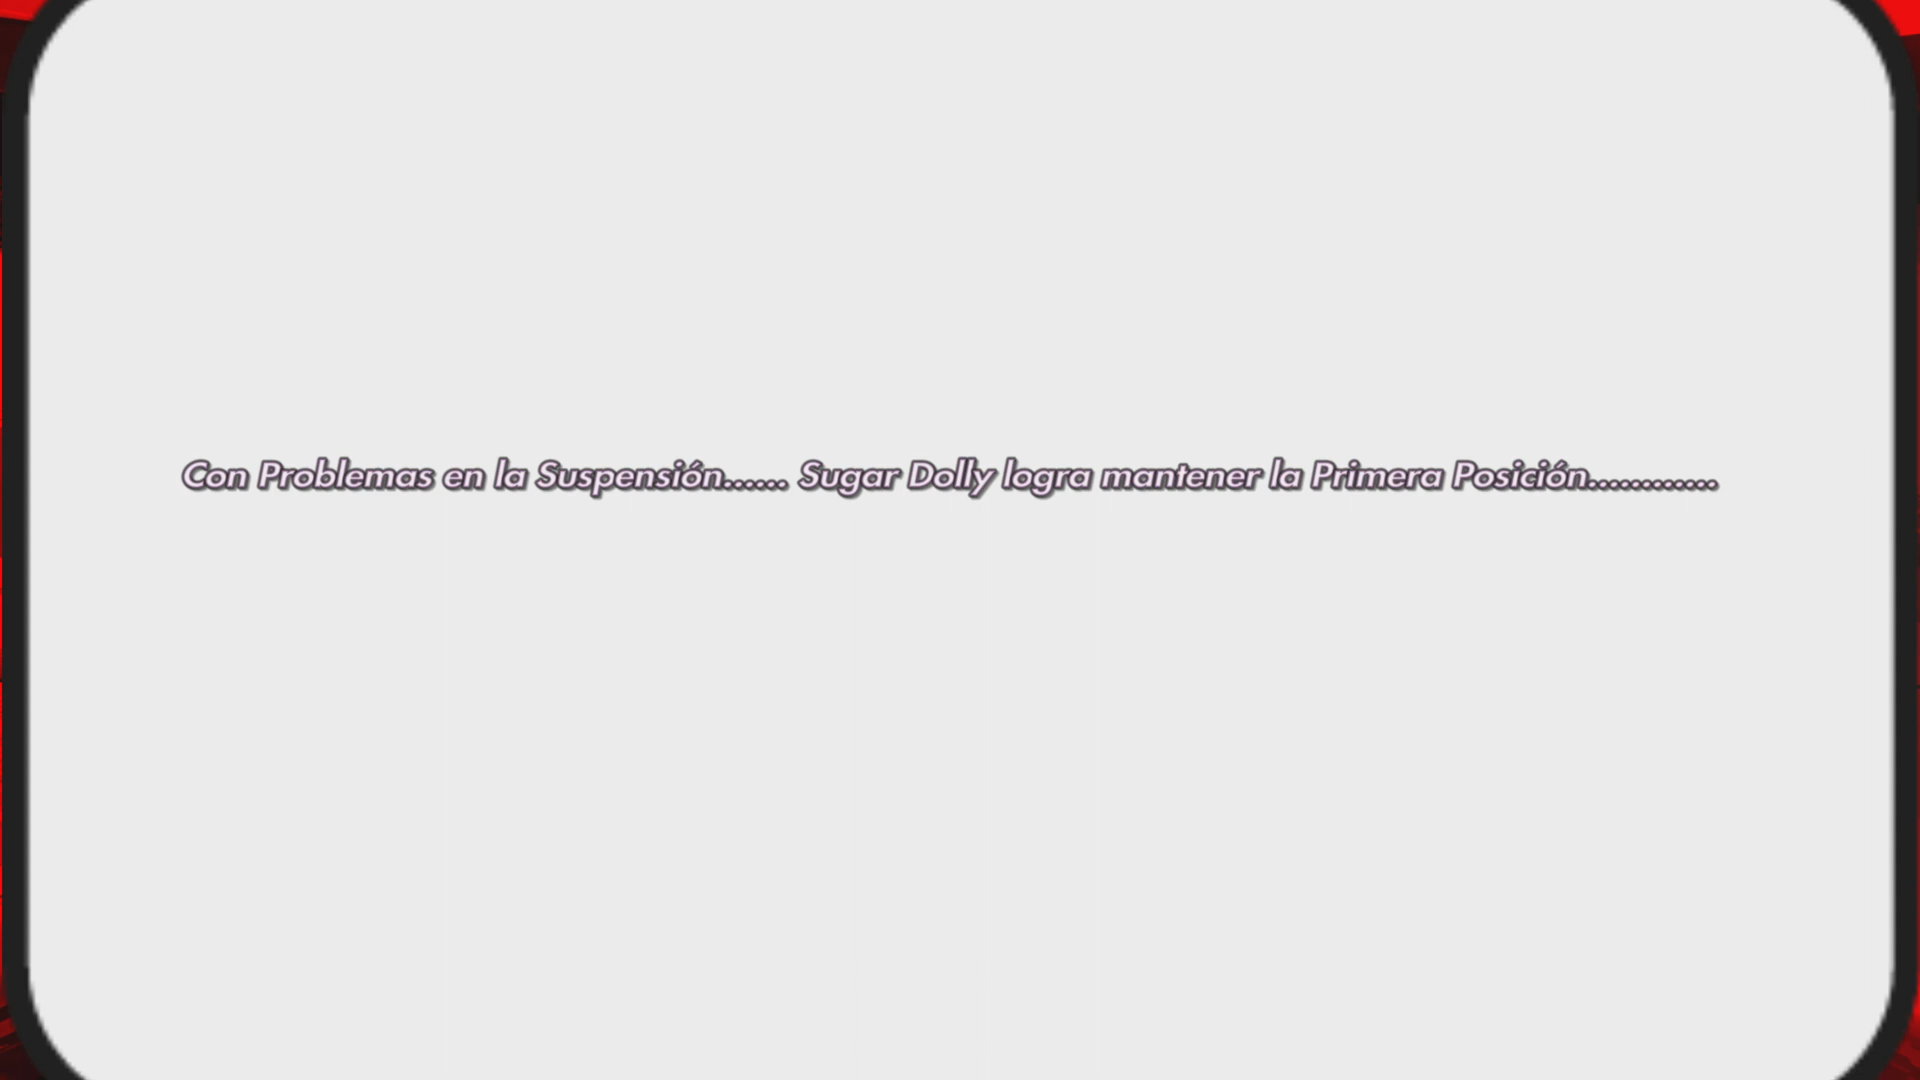 Con Problemas en la Suspensión...... Sugar Dolly logra mantener la Primera Posición............